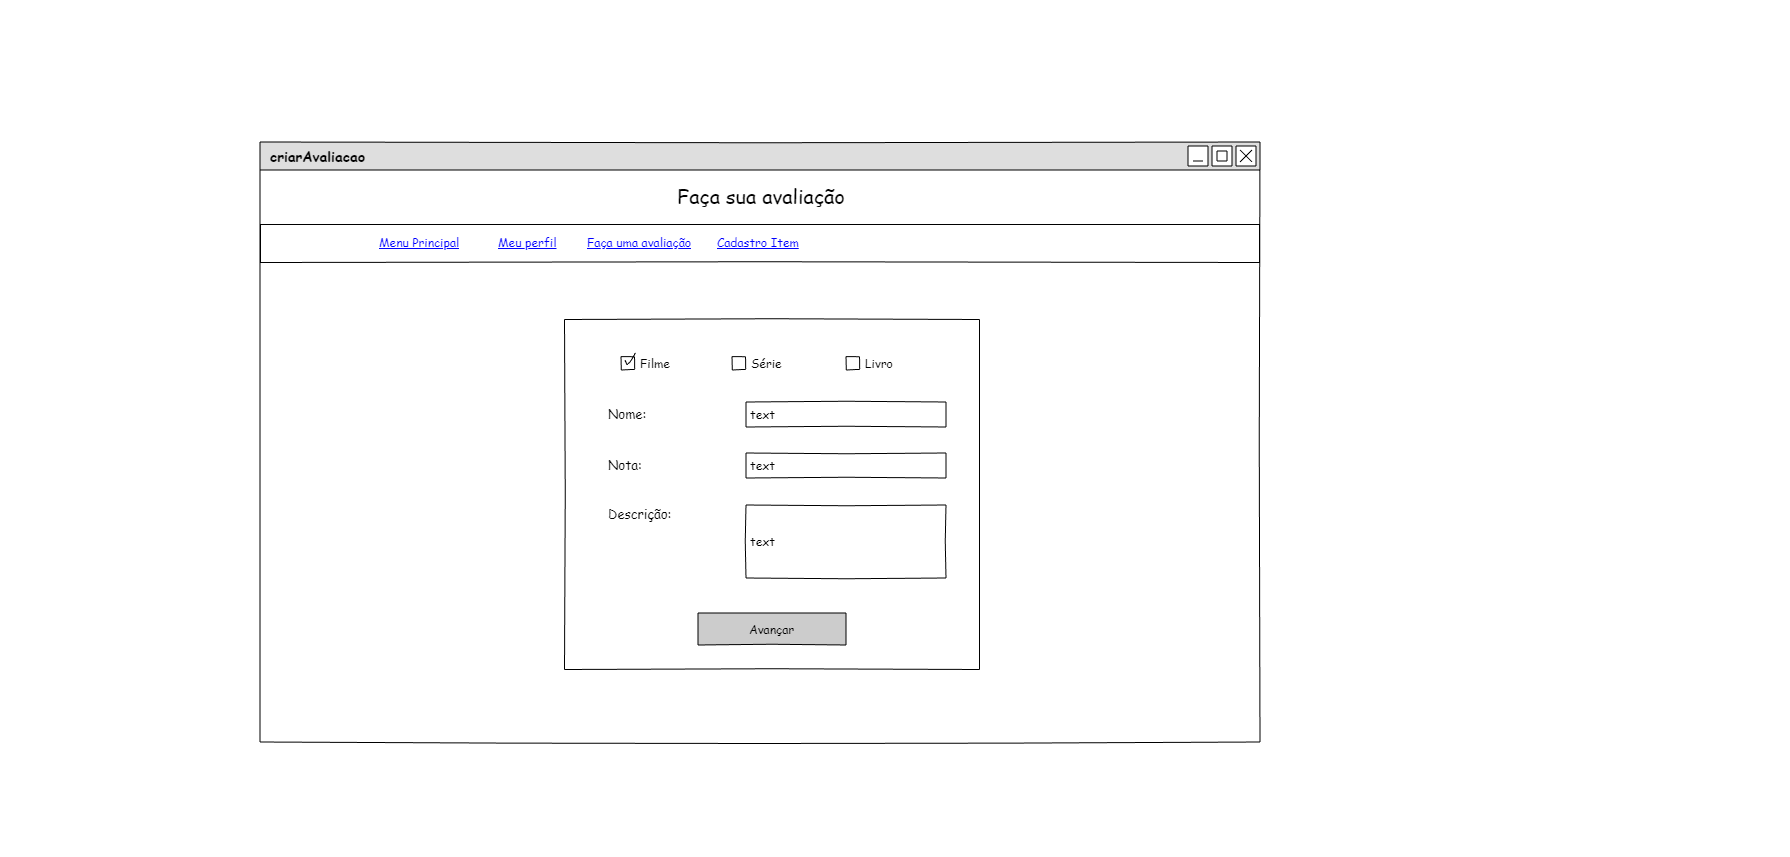 criarAvaliacao
Faça sua avaliação
Menu Principal Meu perfil Faça uma avaliação Cadastro Item
Filme Série Livro
Nome: text
Nota: text
Descrição: text
Avançar